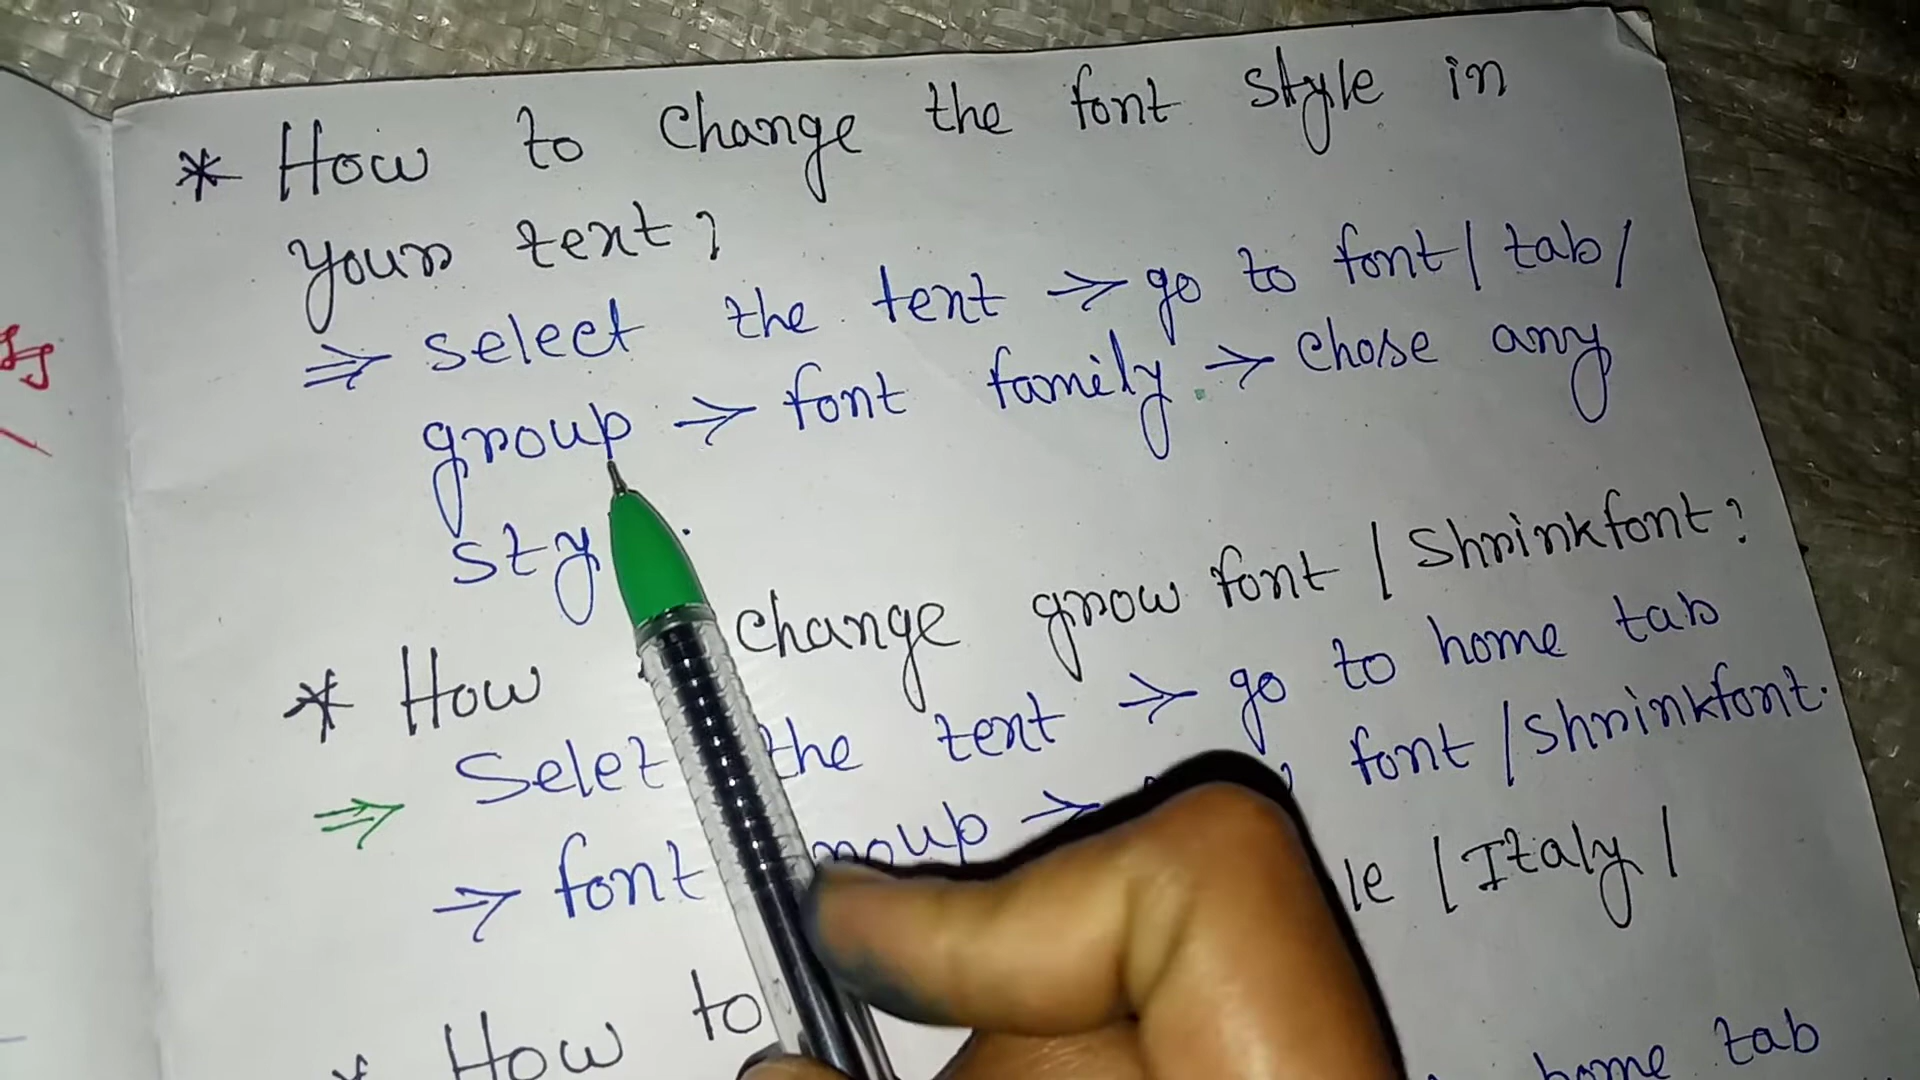 * How to change the font style in
your text?
⇒ select the text → go to font / tab /
group → font family. → chose any
sty
* How change grow font / Shrinkfont?
⇒ Selet the text → go to home tab
→ font group → font / Shrinkfont.
How to le / Italy /
home tab